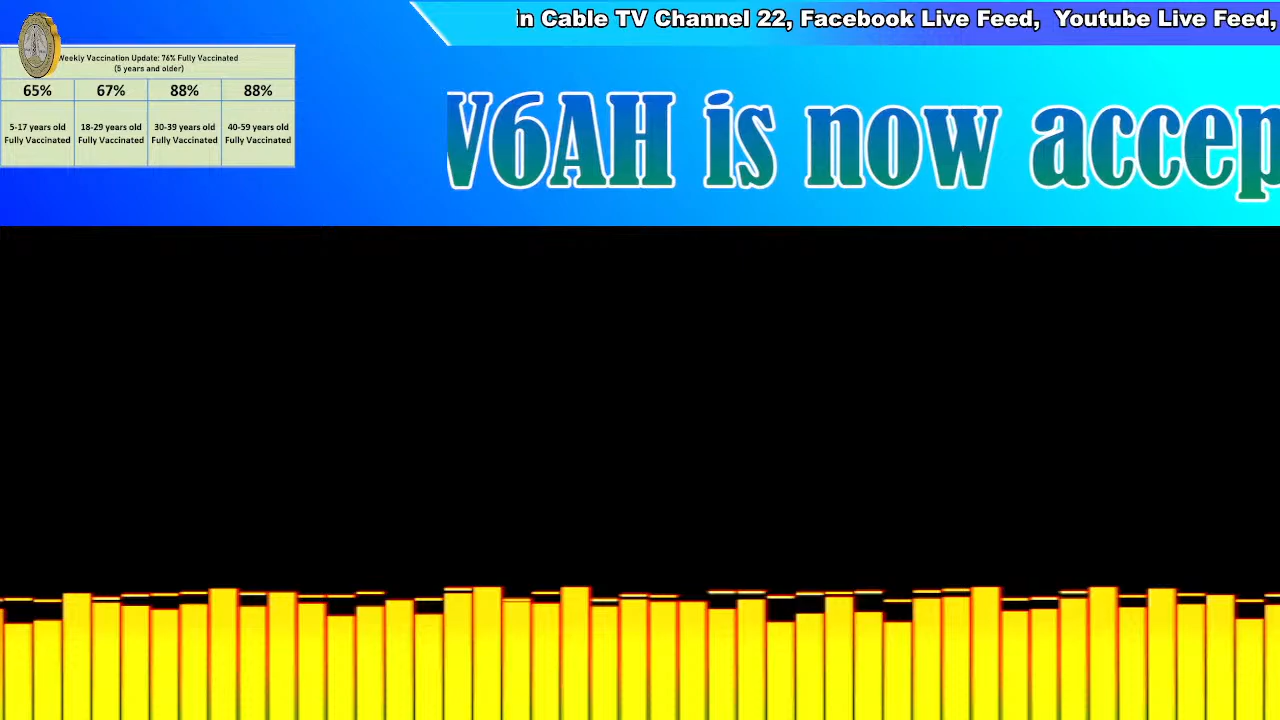 in Cable TV Channel 22, Facebook Live Feed, Youtube Live Feed,
Weekly Vaccination Update: 76% Fully Vaccinated
(5 years and older)
65% 67% 88% 88%
5-17 years old 18-29 years old 30-39 years old 40-59 years old
Fully Vaccinated Fully Vaccinated Fully Vaccinated Fully Vaccinated
V6AH is now accep